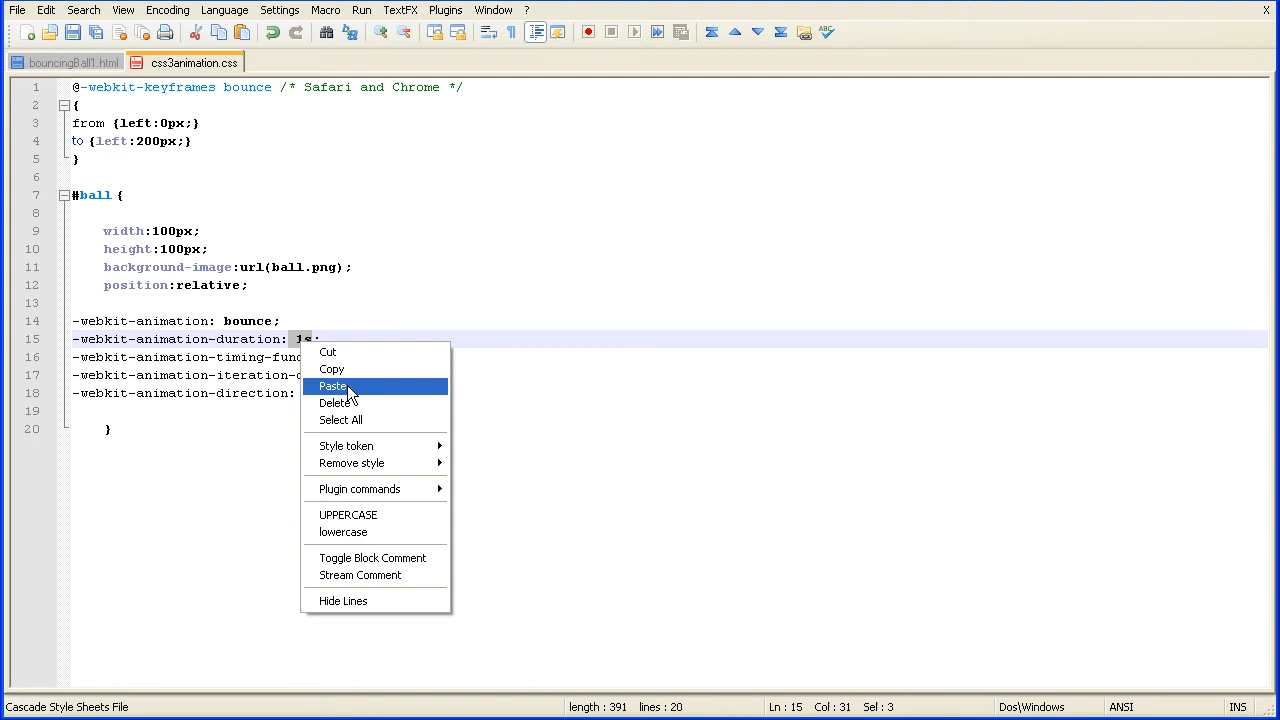 File Edit Search View Encoding Language Settings Macro Run TextFX Plugins Window ? X
bouncingBall1 html css3animation.css
1 @-webkit-keyframes bounce /* Safari and Chrome */
2 {
3 from {left:0px;}
4 to {left:200px;}
5 }
6
7 #ball {
8
9 width:100px;
10 height:100px;
11 background-image:url(ball.png);
12 position:relative;
13
14 -webkit-animation: bounce;
15 -webkit-animation-duration: 1s;
16 -webkit-animation-timing-func
17 -webkit-animation-iteration-c
18 -webkit-animation-direction:
19
20 }
Cut
Copy
Paste
Delete
Select All
Style token
Remove style
Plugin commands
UPPERCASE
lowercase
Toggle Block Comment
Stream Comment
Hide Lines
Cascade Style Sheets File length : 391 lines : 20 Ln : 15 Col : 31 Sel : 3 Dos\Windows ANSI INS